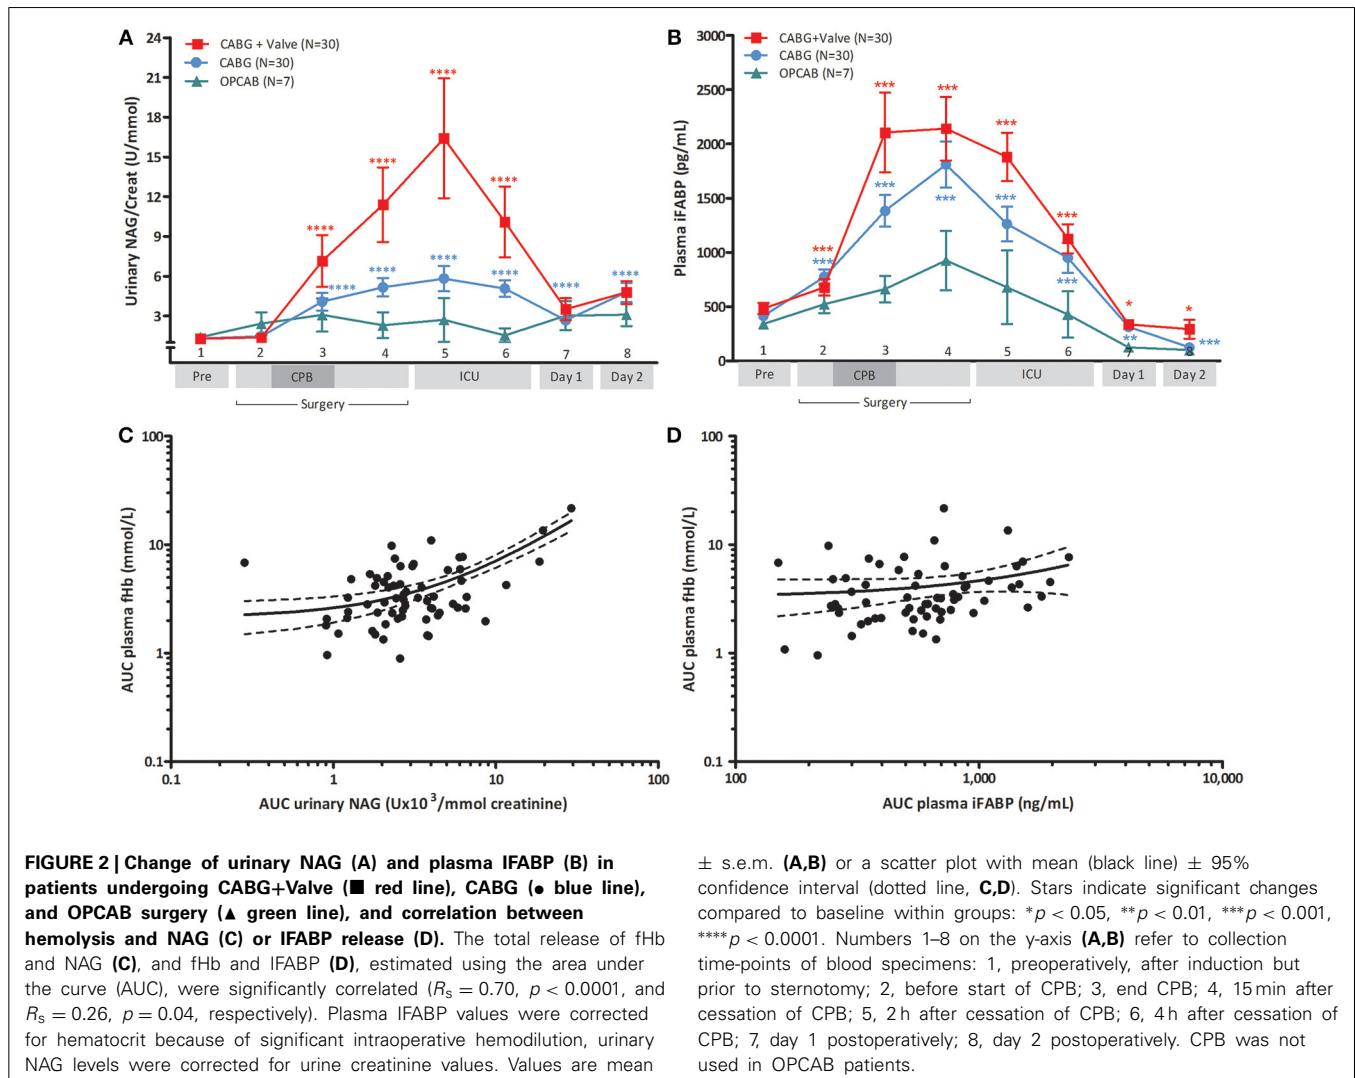 A
24
21
18
15
12
9
6
3
Urinary NAG/Creat (U/mmol)
CABG + Valve (N=30)
CABG (N=30)
OPCAB (N=7)
****
****
****
****
****
****
****
****
****
****
1 2 3 4 5 6 7 8
Pre CPB ICU Day 1 Day 2
Surgery
B
3000
2500
2000
1500
1000
500
0
Plasma iFABP (pg/mL)
CABG+Valve (N=30)
CABG (N=30)
OPCAB (N=7)
***
***
***
***
***
***
***
***
***
***
*
**
*
***
1 2 3 4 5 6 7 8
Pre CPB ICU Day 1 Day 2
Surgery
C
100
10
1
0.1
AUC plasma fHb (mmol/L)
0.1 1 10 100
AUC urinary NAG (Ux10³/mmol creatinine)
D
100
10
1
0.1
AUC plasma fHb (mmol/L)
100 1,000 10,000
AUC plasma iFABP (ng/mL)
FIGURE 2 | Change of urinary NAG (A) and plasma IFABP (B) in
patients undergoing CABG+Valve (■ red line), CABG (● blue line),
and OPCAB surgery (▲ green line), and correlation between
hemolysis and NAG (C) or IFABP release (D). The total release of fHb
and NAG (C), and fHb and IFABP (D), estimated using the area under
the curve (AUC), were significantly correlated (Rs = 0.70, p < 0.0001, and
Rs = 0.26, p = 0.04, respectively). Plasma IFABP values were corrected
for hematocrit because of significant intraoperative hemodilution, urinary
NAG levels were corrected for urine creatinine values. Values are mean
± s.e.m. (A,B) or a scatter plot with mean (black line) ± 95%
confidence interval (dotted line, C,D). Stars indicate significant changes
compared to baseline within groups: *p < 0.05, **p < 0.01, ***p < 0.001,
****p < 0.0001. Numbers 1–8 on the y-axis (A,B) refer to collection
time-points of blood specimens: 1, preoperatively, after induction but
prior to sternotomy; 2, before start of CPB; 3, end CPB; 4, 15 min after
cessation of CPB; 5, 2 h after cessation of CPB; 6, 4 h after cessation of
CPB; 7, day 1 postoperatively; 8, day 2 postoperatively. CPB was not
used in OPCAB patients.